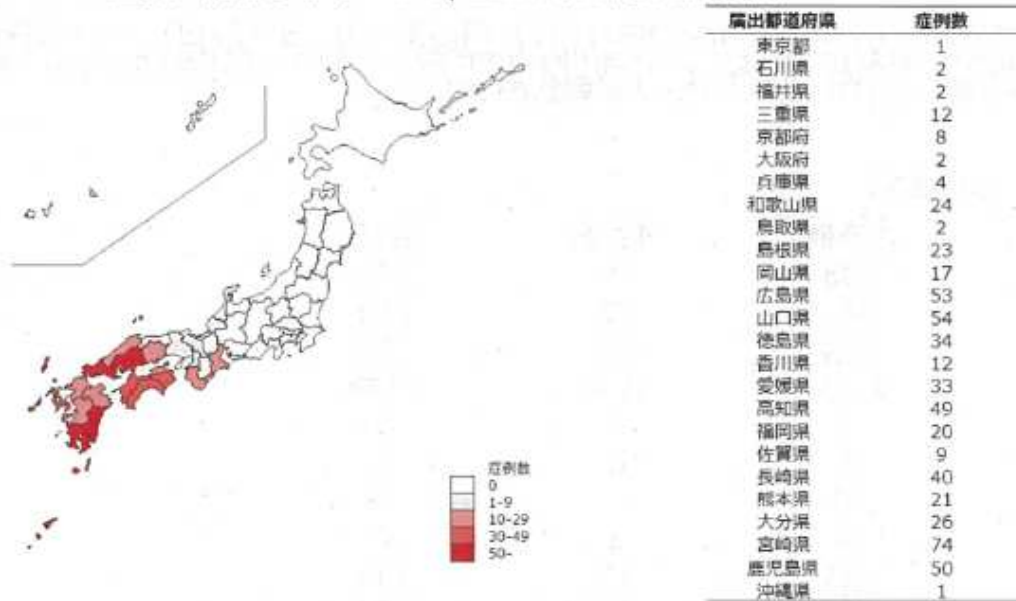 届出都道府県 症例数
東京都 1
石川県 2
福井県 2
三重県 12
京都府 8
大阪府 2
兵庫県 4
和歌山県 24
鳥取県 2
島根県 23
岡山県 17
広島県 53
山口県 54
徳島県 34
香川県 12
愛媛県 33
高知県 49
福岡県 20
佐賀県 9
長崎県 40
熊本県 21
大分県 26
宮崎県 74
鹿児島県 50
沖縄県 1
症例数
0
1-9
10-29
30-49
50-